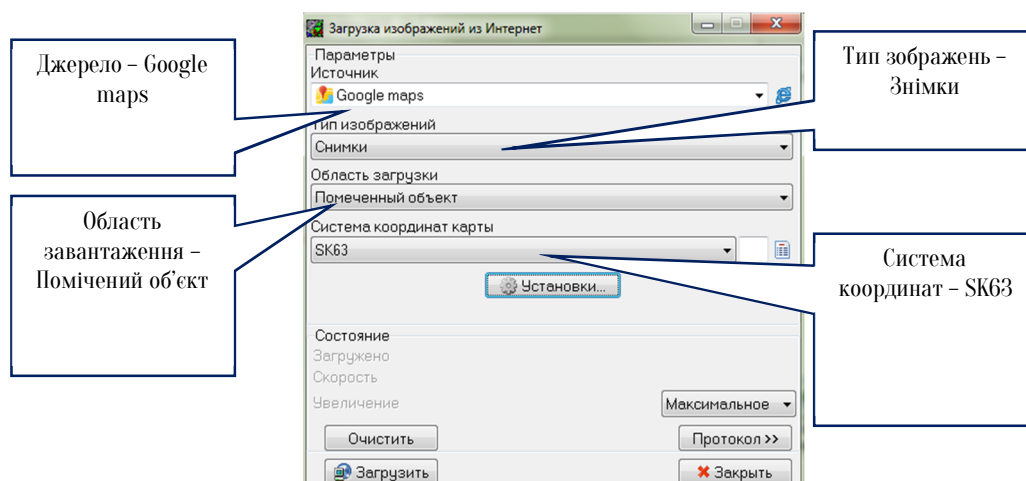 Загрузка изображений из Интернет
Параметры
Источник
Google maps
Тип изображений
Снимки
Область загрузки
Помеченный объект
Система координат карты
SK63
Установки...
Состояние
Загружено
Скорость
Увеличение
Максимальное
Очистить
Протокол >>
Загрузить
Закрыть
Джерело – Google
maps
Область
завантаження –
Помічений об’єкт
Тип зображень –
Знімки
Система
координат – SK63